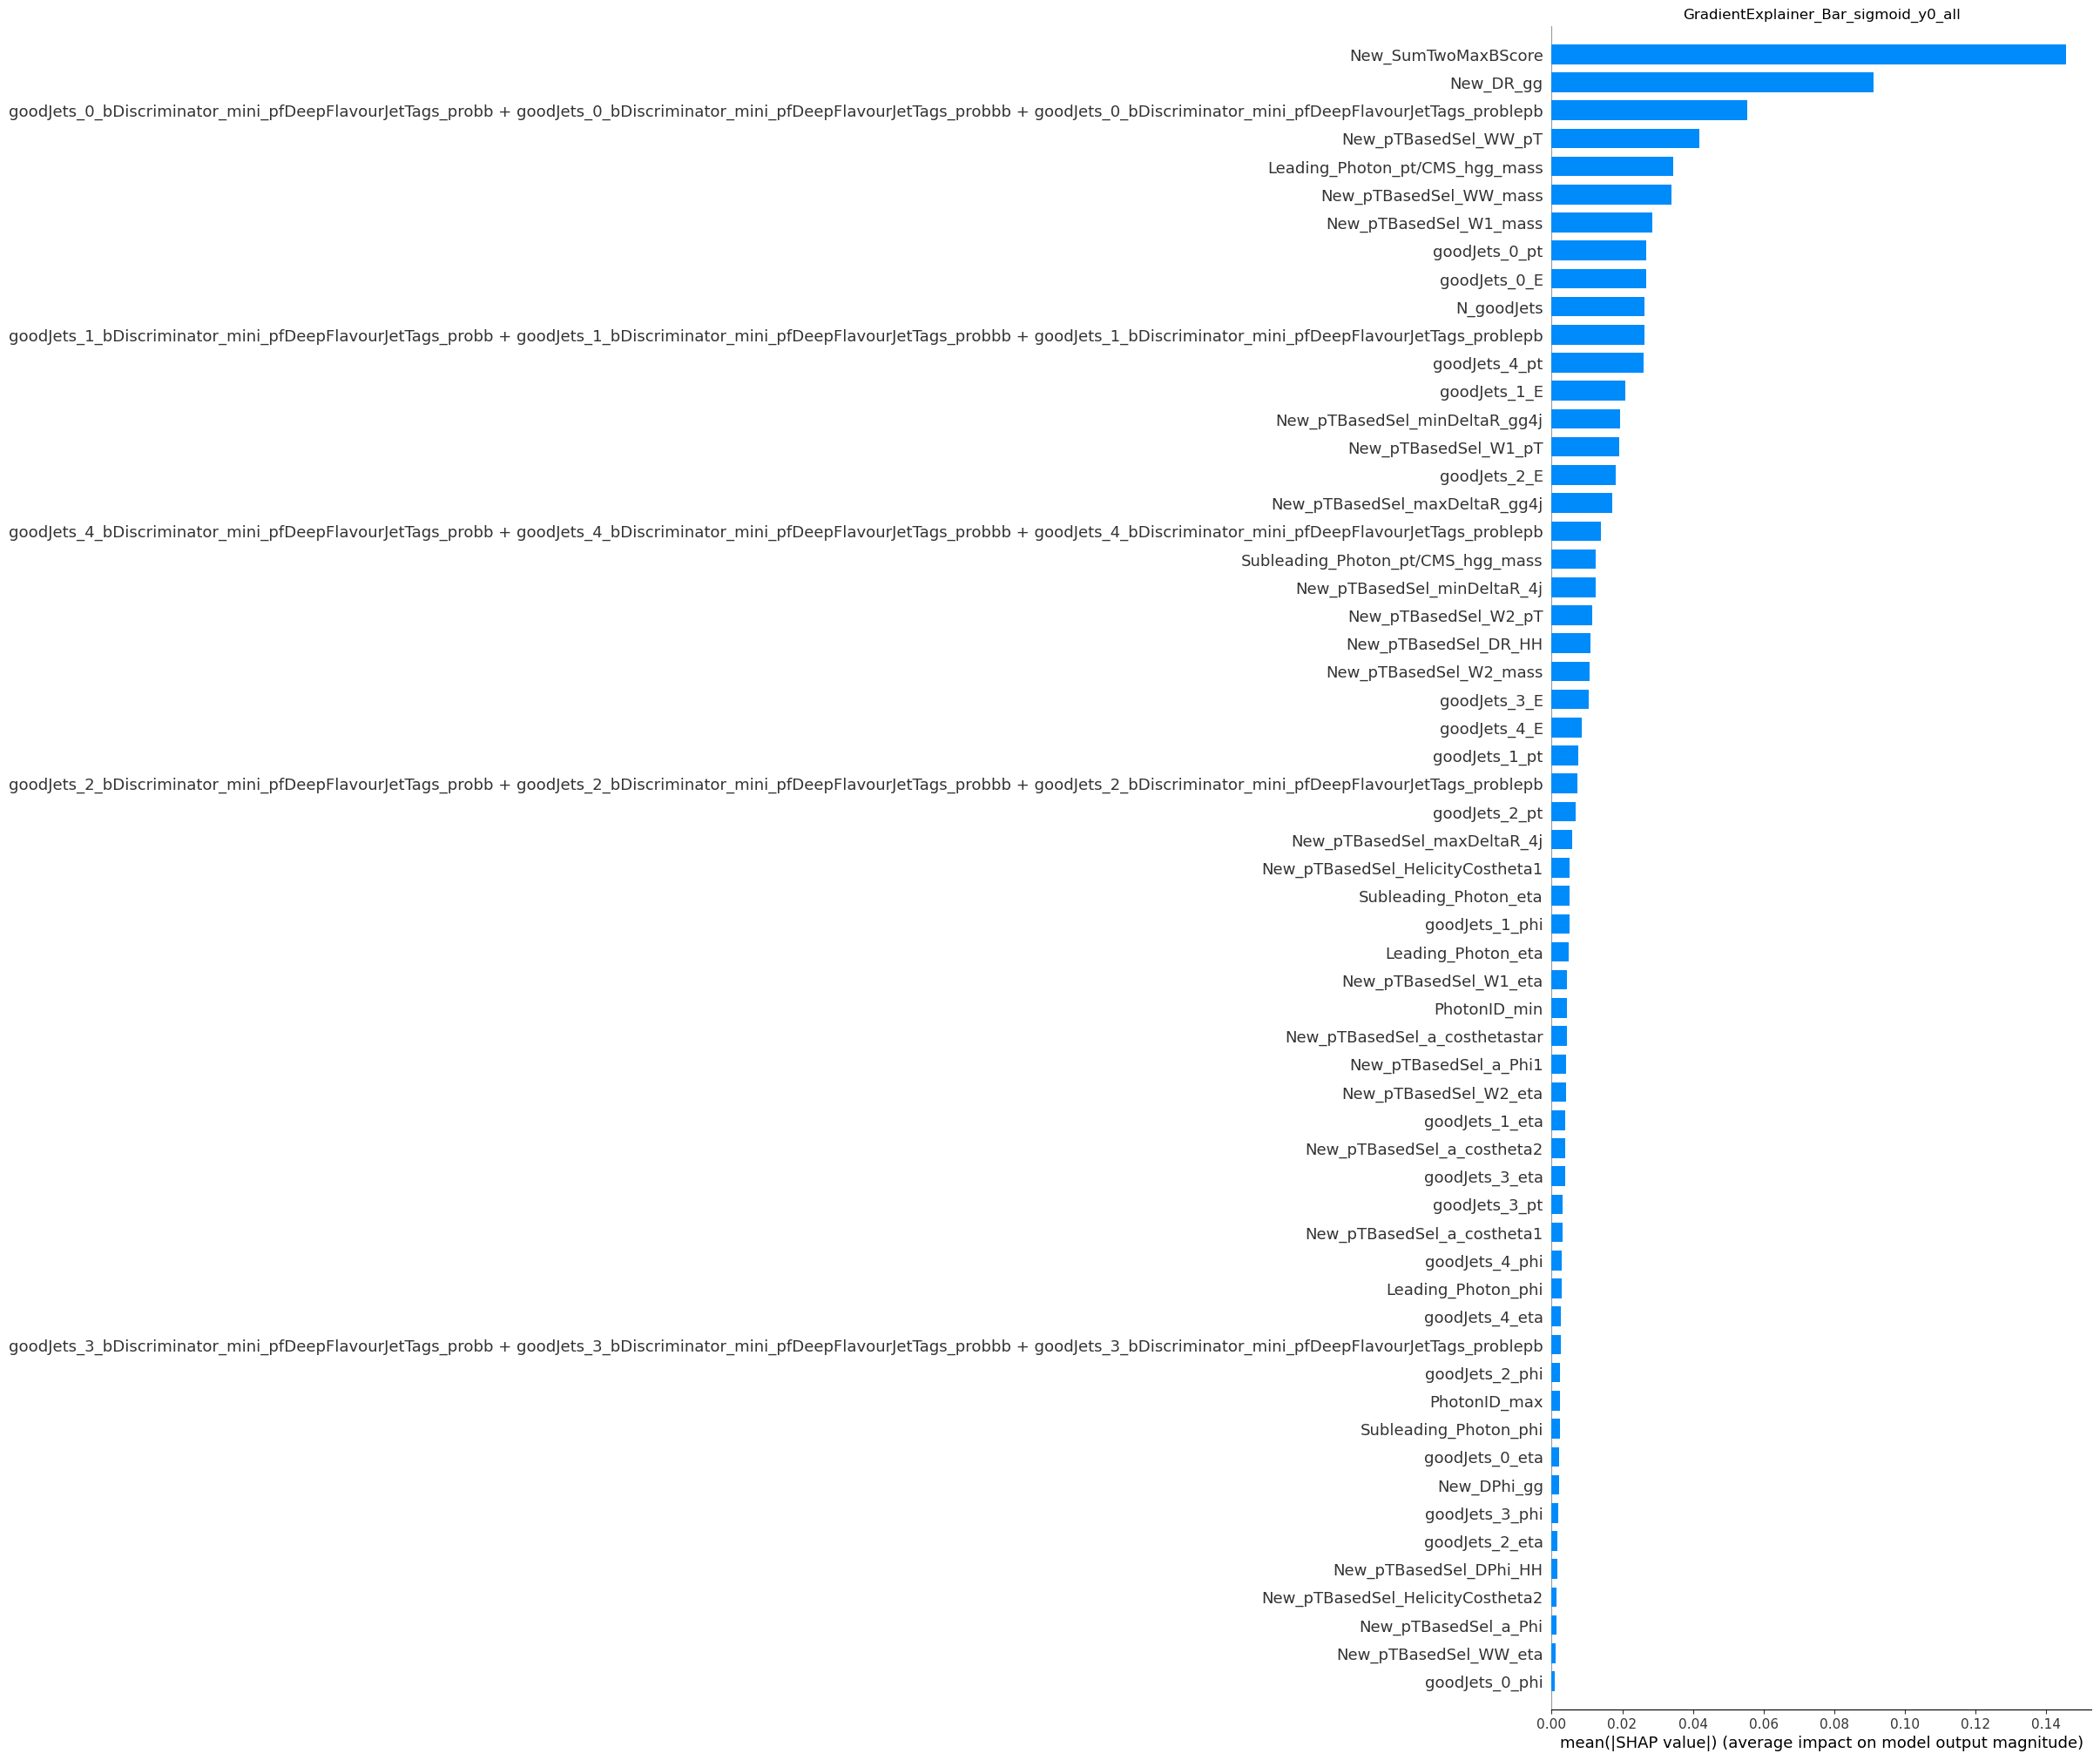 GradientExplainer_Bar_sigmoid_y0_all
New_SumTwoMaxBScore
New_DR_gg
goodJets_0_bDiscriminator_mini_pfDeepFlavourJetTags_probb + goodJets_0_bDiscriminator_mini_pfDeepFlavourJetTags_probbb + goodJets_0_bDiscriminator_mini_pfDeepFlavourJetTags_problepb
New_pTBasedSel_WW_pT
Leading_Photon_pt/CMS_hgg_mass
New_pTBasedSel_WW_mass
New_pTBasedSel_W1_mass
goodJets_0_pt
goodJets_0_E
N_goodJets
goodJets_1_bDiscriminator_mini_pfDeepFlavourJetTags_probb + goodJets_1_bDiscriminator_mini_pfDeepFlavourJetTags_probbb + goodJets_1_bDiscriminator_mini_pfDeepFlavourJetTags_problepb
goodJets_4_pt
goodJets_1_E
New_pTBasedSel_minDeltaR_gg4j
New_pTBasedSel_W1_pT
goodJets_2_E
New_pTBasedSel_maxDeltaR_gg4j
goodJets_4_bDiscriminator_mini_pfDeepFlavourJetTags_probb + goodJets_4_bDiscriminator_mini_pfDeepFlavourJetTags_probbb + goodJets_4_bDiscriminator_mini_pfDeepFlavourJetTags_problepb
Subleading_Photon_pt/CMS_hgg_mass
New_pTBasedSel_minDeltaR_4j
New_pTBasedSel_W2_pT
New_pTBasedSel_DR_HH
New_pTBasedSel_W2_mass
goodJets_3_E
goodJets_4_E
goodJets_1_pt
goodJets_2_bDiscriminator_mini_pfDeepFlavourJetTags_probb + goodJets_2_bDiscriminator_mini_pfDeepFlavourJetTags_probbb + goodJets_2_bDiscriminator_mini_pfDeepFlavourJetTags_problepb
goodJets_2_pt
New_pTBasedSel_maxDeltaR_4j
New_pTBasedSel_HelicityCostheta1
Subleading_Photon_eta
goodJets_1_phi
Leading_Photon_eta
New_pTBasedSel_W1_eta
PhotonID_min
New_pTBasedSel_a_costhetastar
New_pTBasedSel_a_Phi1
New_pTBasedSel_W2_eta
goodJets_1_eta
New_pTBasedSel_a_costheta2
goodJets_3_eta
goodJets_3_pt
New_pTBasedSel_a_costheta1
goodJets_4_phi
Leading_Photon_phi
goodJets_4_eta
goodJets_3_bDiscriminator_mini_pfDeepFlavourJetTags_probb + goodJets_3_bDiscriminator_mini_pfDeepFlavourJetTags_probbb + goodJets_3_bDiscriminator_mini_pfDeepFlavourJetTags_problepb
goodJets_2_phi
PhotonID_max
Subleading_Photon_phi
goodJets_0_eta
New_DPhi_gg
goodJets_3_phi
goodJets_2_eta
New_pTBasedSel_DPhi_HH
New_pTBasedSel_HelicityCostheta2
New_pTBasedSel_a_Phi
New_pTBasedSel_WW_eta
goodJets_0_phi
0.00 0.02 0.04 0.06 0.08 0.10 0.12 0.14
mean(|SHAP value|) (average impact on model output magnitude)